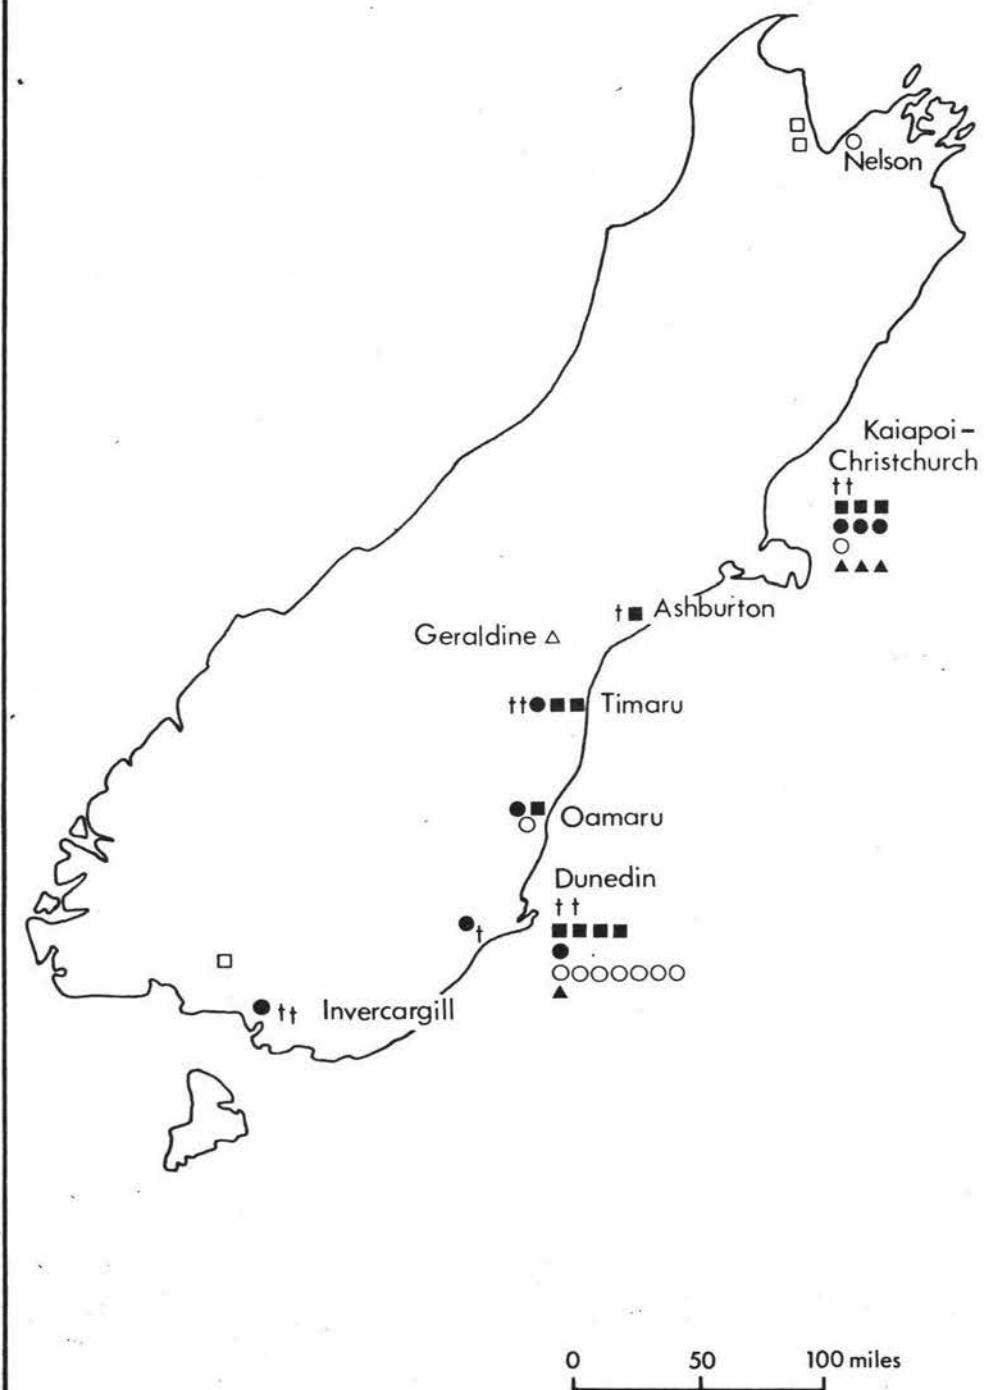 Nelson
Kaiapoi–
Christchurch
††
† Ashburton
Geraldine
†† Timaru
Oamaru
Dunedin
††
†
†† Invercargill
0 50 100 miles